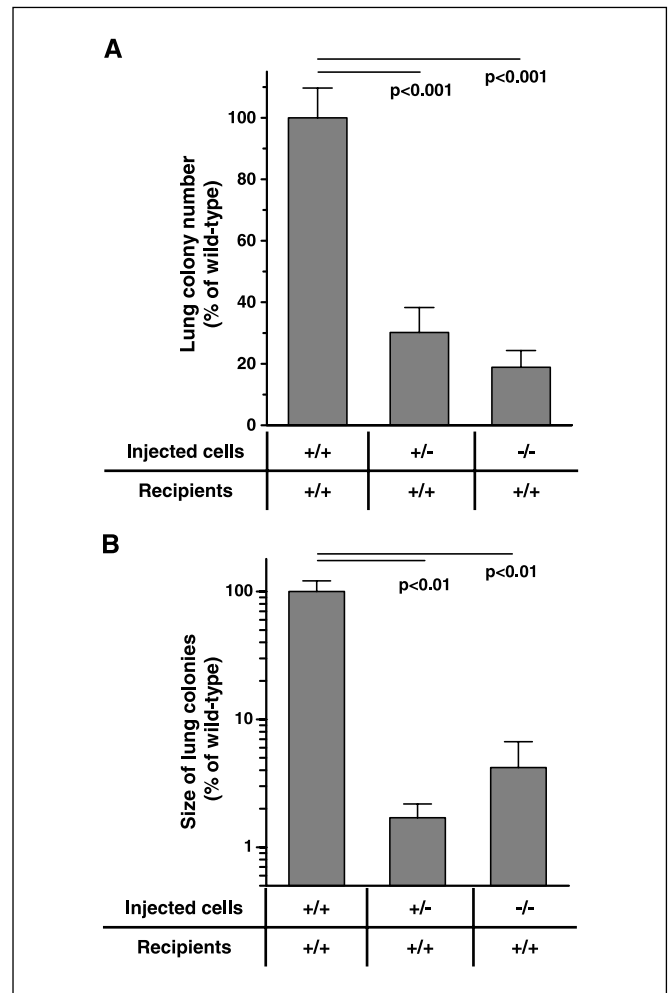 A
p<0.001
p<0.001
Lung colony number
(% of wild-type)
100
80
60
40
20
0
Injected cells +/+ +/- -/-
Recipients +/+ +/+ +/+
B
p<0.01
p<0.01
Size of lung colonies
(% of wild-type)
100
10
1
Injected cells +/+ +/- -/-
Recipients +/+ +/+ +/+